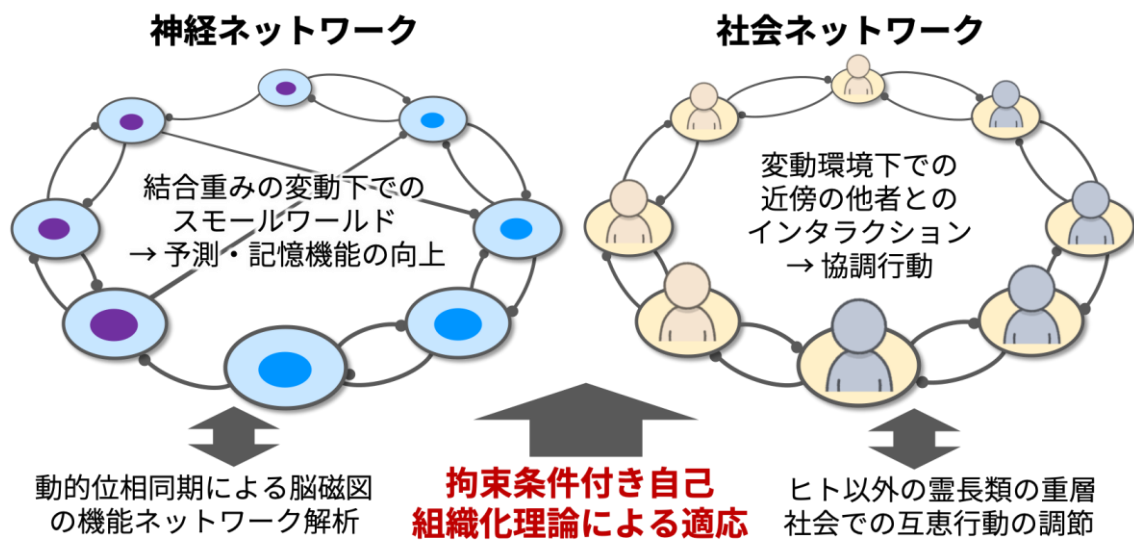 神経ネットワーク
結合重みの変動下での
スモールワールド
→ 予測・記憶機能の向上
動的位相同期による脳磁図
の機能ネットワーク解析
社会ネットワーク
変動環境下での
近傍の他者との
インタラクション
→ 協調行動
拘束条件付き自己
組織化理論による適応
ヒト以外の霊長類の重層
社会での互恵行動の調節